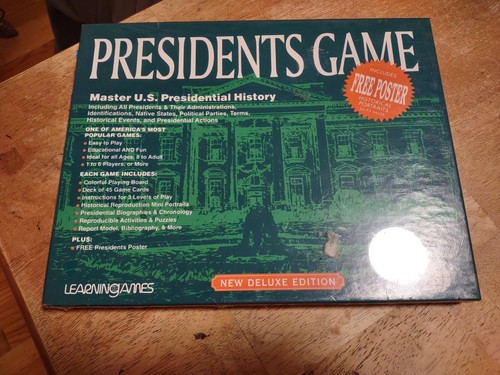 PRESIDENTS GAME
Master U.S. Presidential History
Including All Presidents & Their Administrations,
Identifications, Native States, Political Parties, Terms,
Historical Events, and Presidential Actions
INCLUDES
FREE POSTER
HISTORICAL
PORTRAITS
ONE OF AMERICA'S MOST
POPULAR GAMES:
Easy to Play
Educational AND Fun
Ideal for all Ages, 8 to Adult
1 to 6 Players, or More
EACH GAME INCLUDES:
Colorful Playing Board
Deck of 45 Game Cards
Instructions for 3 Levels of Play
Historical Reproduction Mini Portraits
Presidential Biographies & Chronology
Reproducible Activities & Puzzles
Report Model, Bibliography, & More
PLUS:
FREE Presidents Poster
LEARNINGAMES
NEW DELUXE EDITION